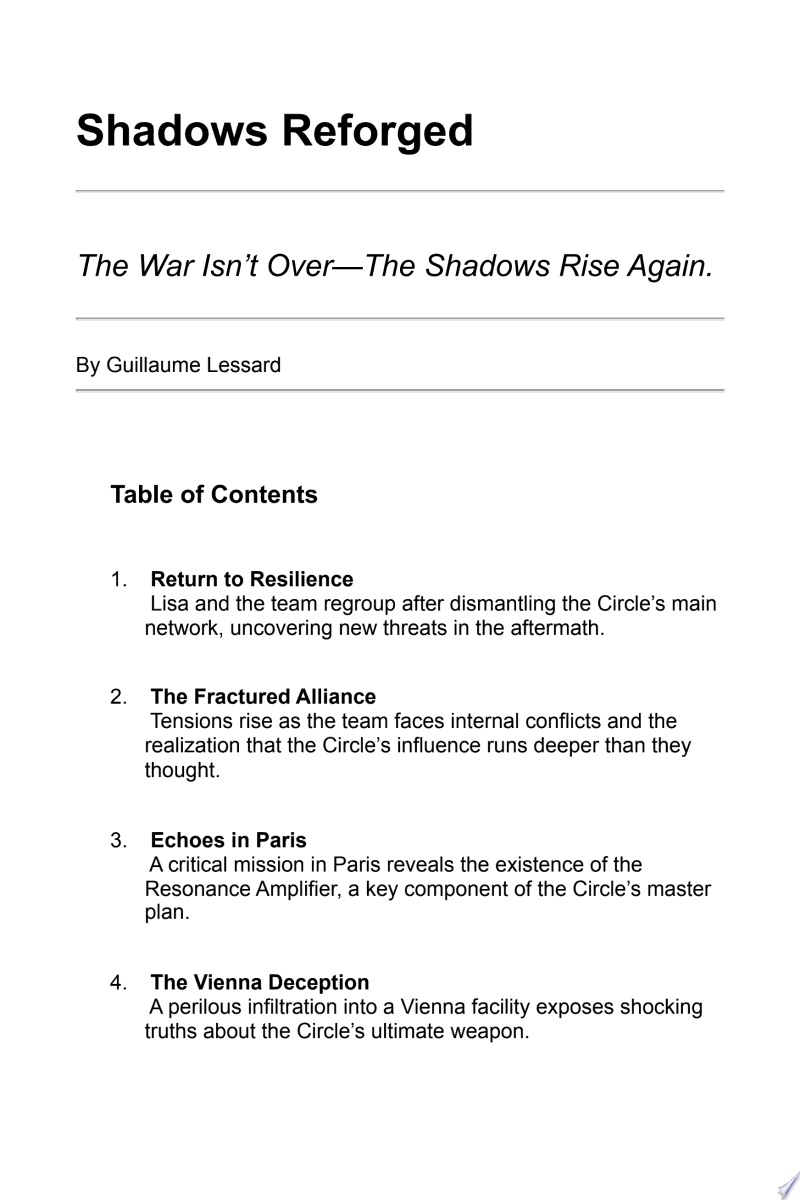 Shadows Reforged
The War Isn’t Over—The Shadows Rise Again.
By Guillaume Lessard
Table of Contents
1. Return to Resilience
Lisa and the team regroup after dismantling the Circle’s main
network, uncovering new threats in the aftermath.
2. The Fractured Alliance
Tensions rise as the team faces internal conflicts and the
realization that the Circle’s influence runs deeper than they
thought.
3. Echoes in Paris
A critical mission in Paris reveals the existence of the
Resonance Amplifier, a key component of the Circle’s master
plan.
4. The Vienna Deception
A perilous infiltration into a Vienna facility exposes shocking
truths about the Circle’s ultimate weapon.